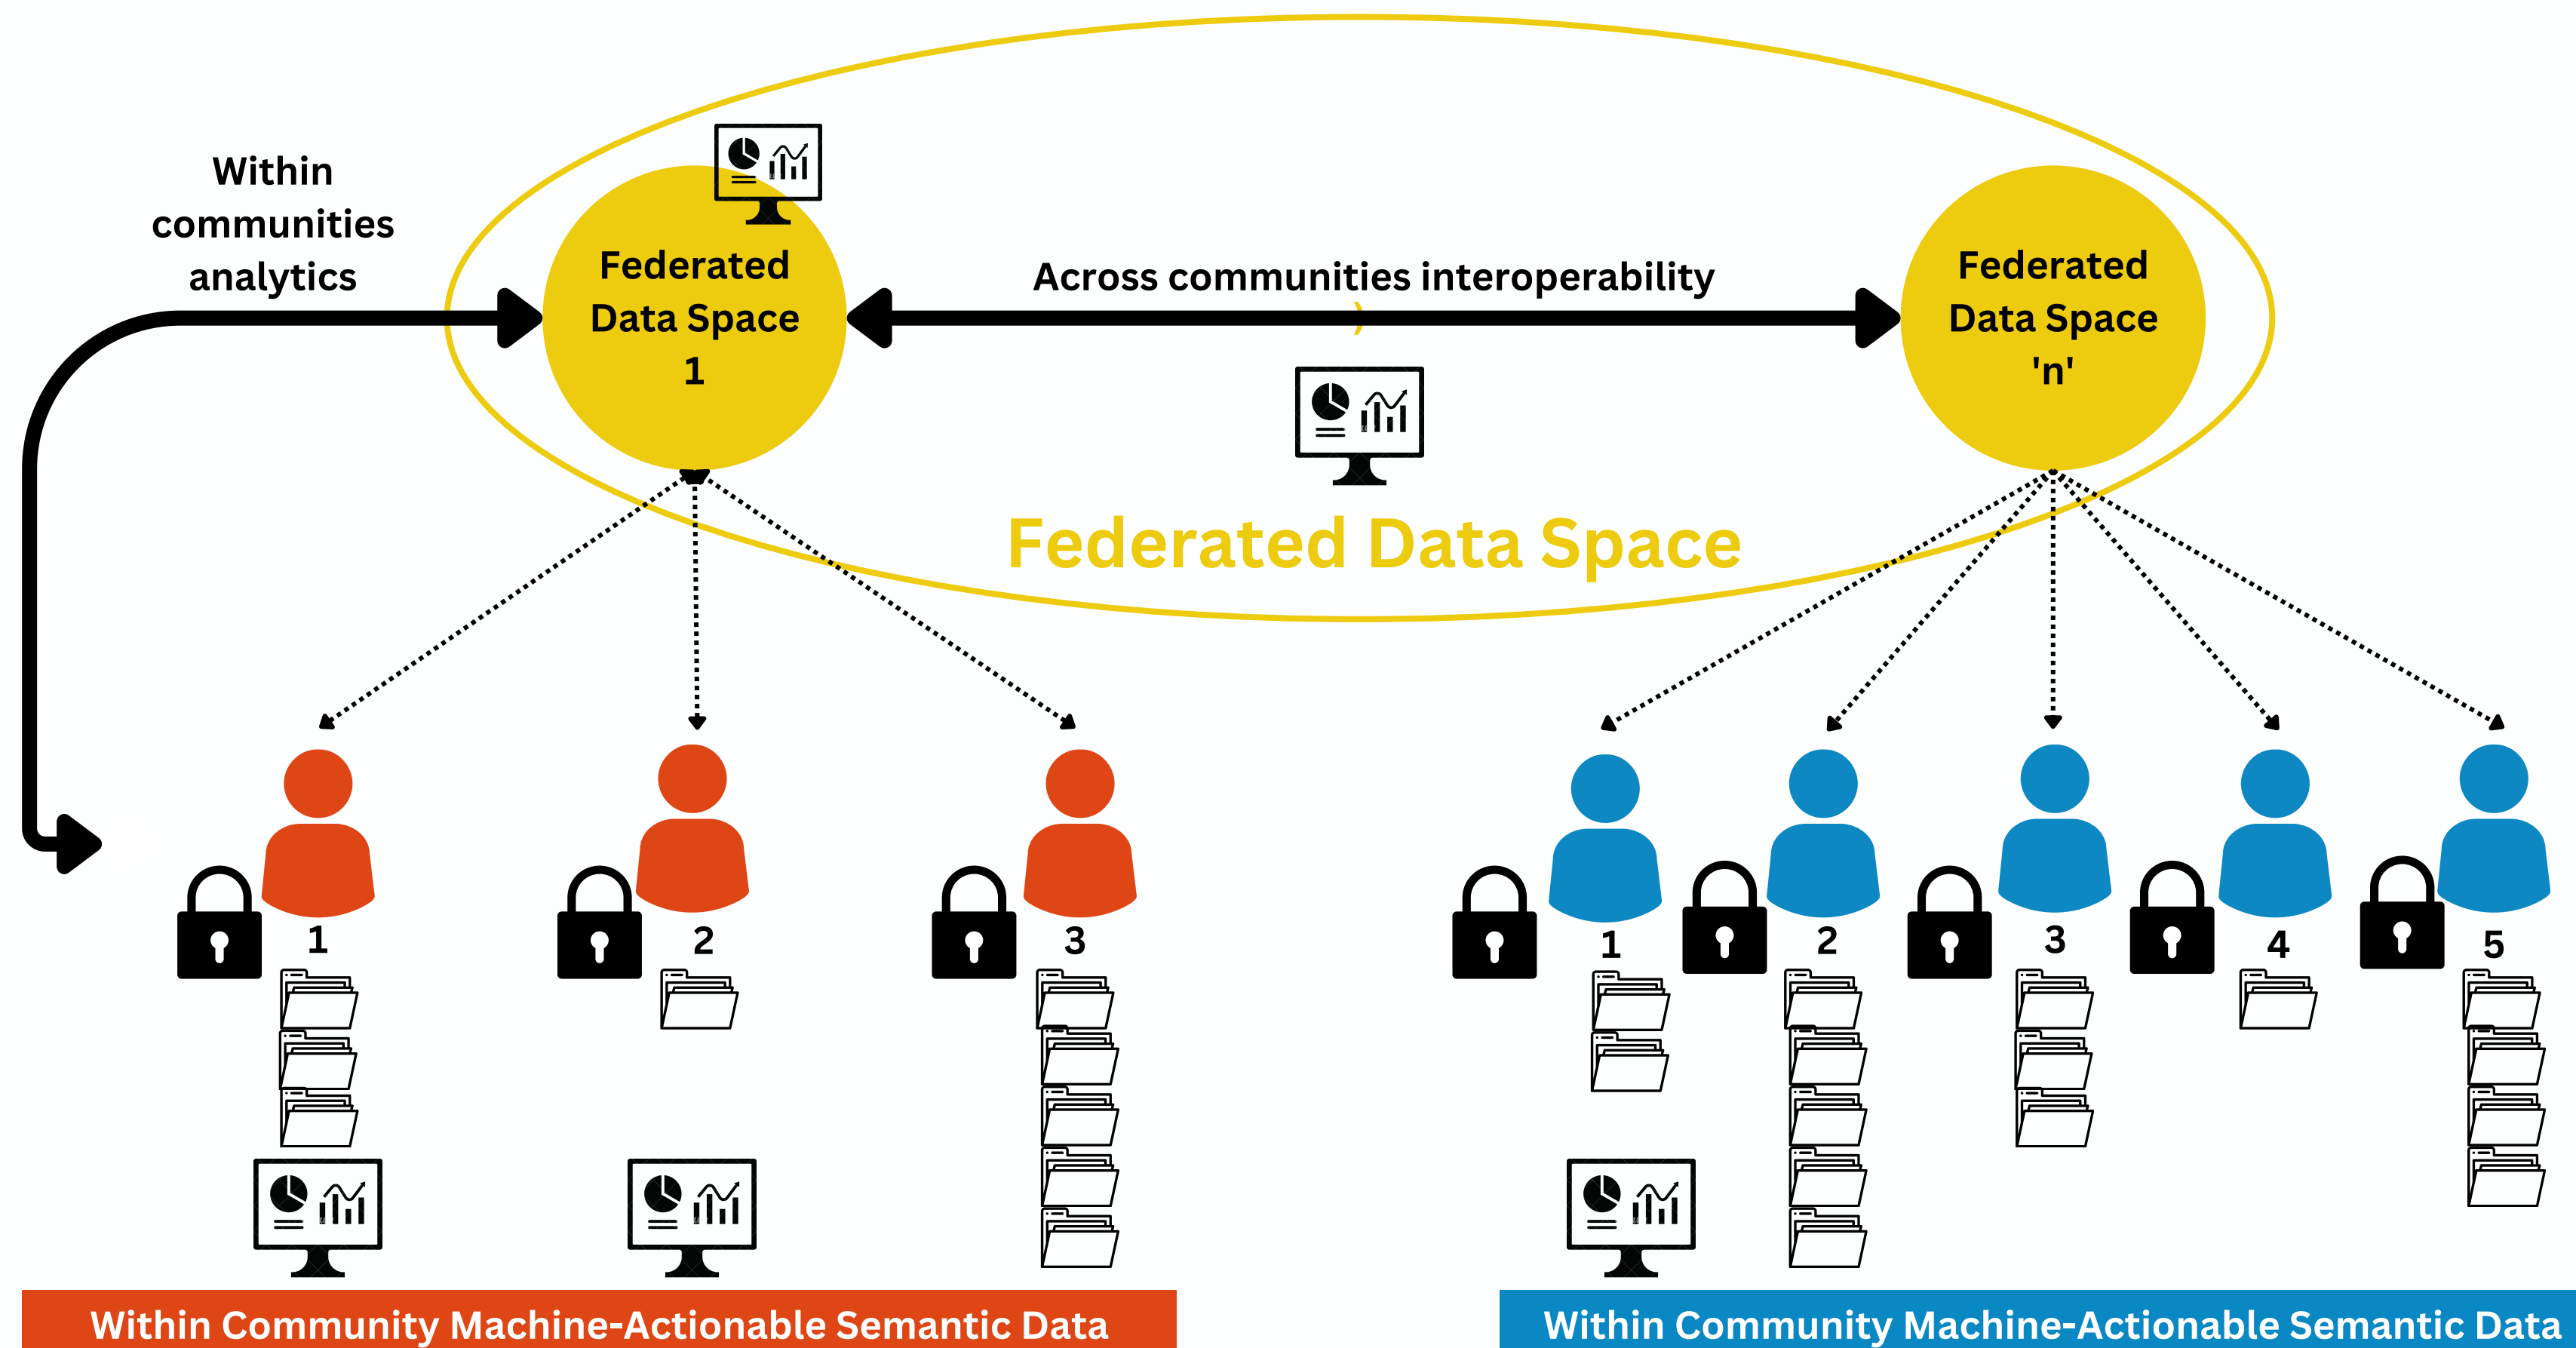 Within
communities
analytics
Federated
Data Space
1
Across communities interoperability
Federated
Data Space
'n'
Federated Data Space
1
2
3
1
2
3
4
5
Within Community Machine-Actionable Semantic Data
Within Community Machine-Actionable Semantic Data